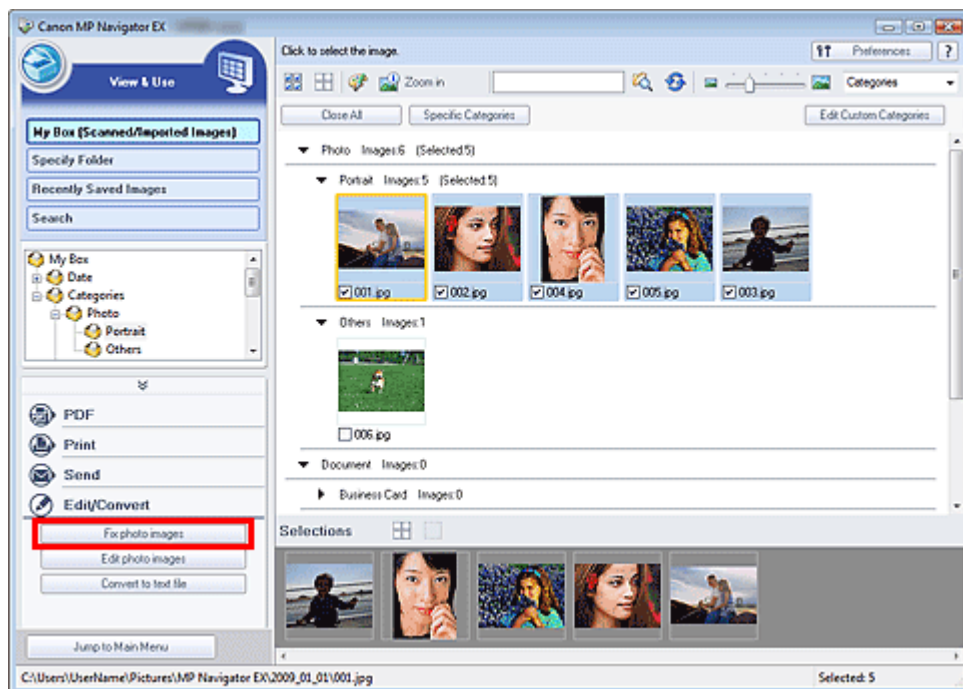 Canon MP Navigator EX
View & Use
My Box (Scanned/Imported Images)
Specify Folder
Recently Saved Images
Search
My Box
Date
Categories
Photo
Portrait
Others
PDF
Print
Send
Edit/Convert
Fix photo images
Edit photo images
Convert to text file
Jump to Main Menu
Click to select the image.
Preferences ?
Zoom in
Categories
Close All Specific Categories Edit Custom Categories
Photo Images:6 (Selected:5)
Portrait Images:5 (Selected:5)
001.jpg 002.jpg 004.jpg 005.jpg 003.jpg
Others Images:1
006.jpg
Document Images:0
Business Card Images:0
Selections
C:\Users\UserName\Pictures\MP Navigator EX\2009_01_01\001.jpg Selected: 5